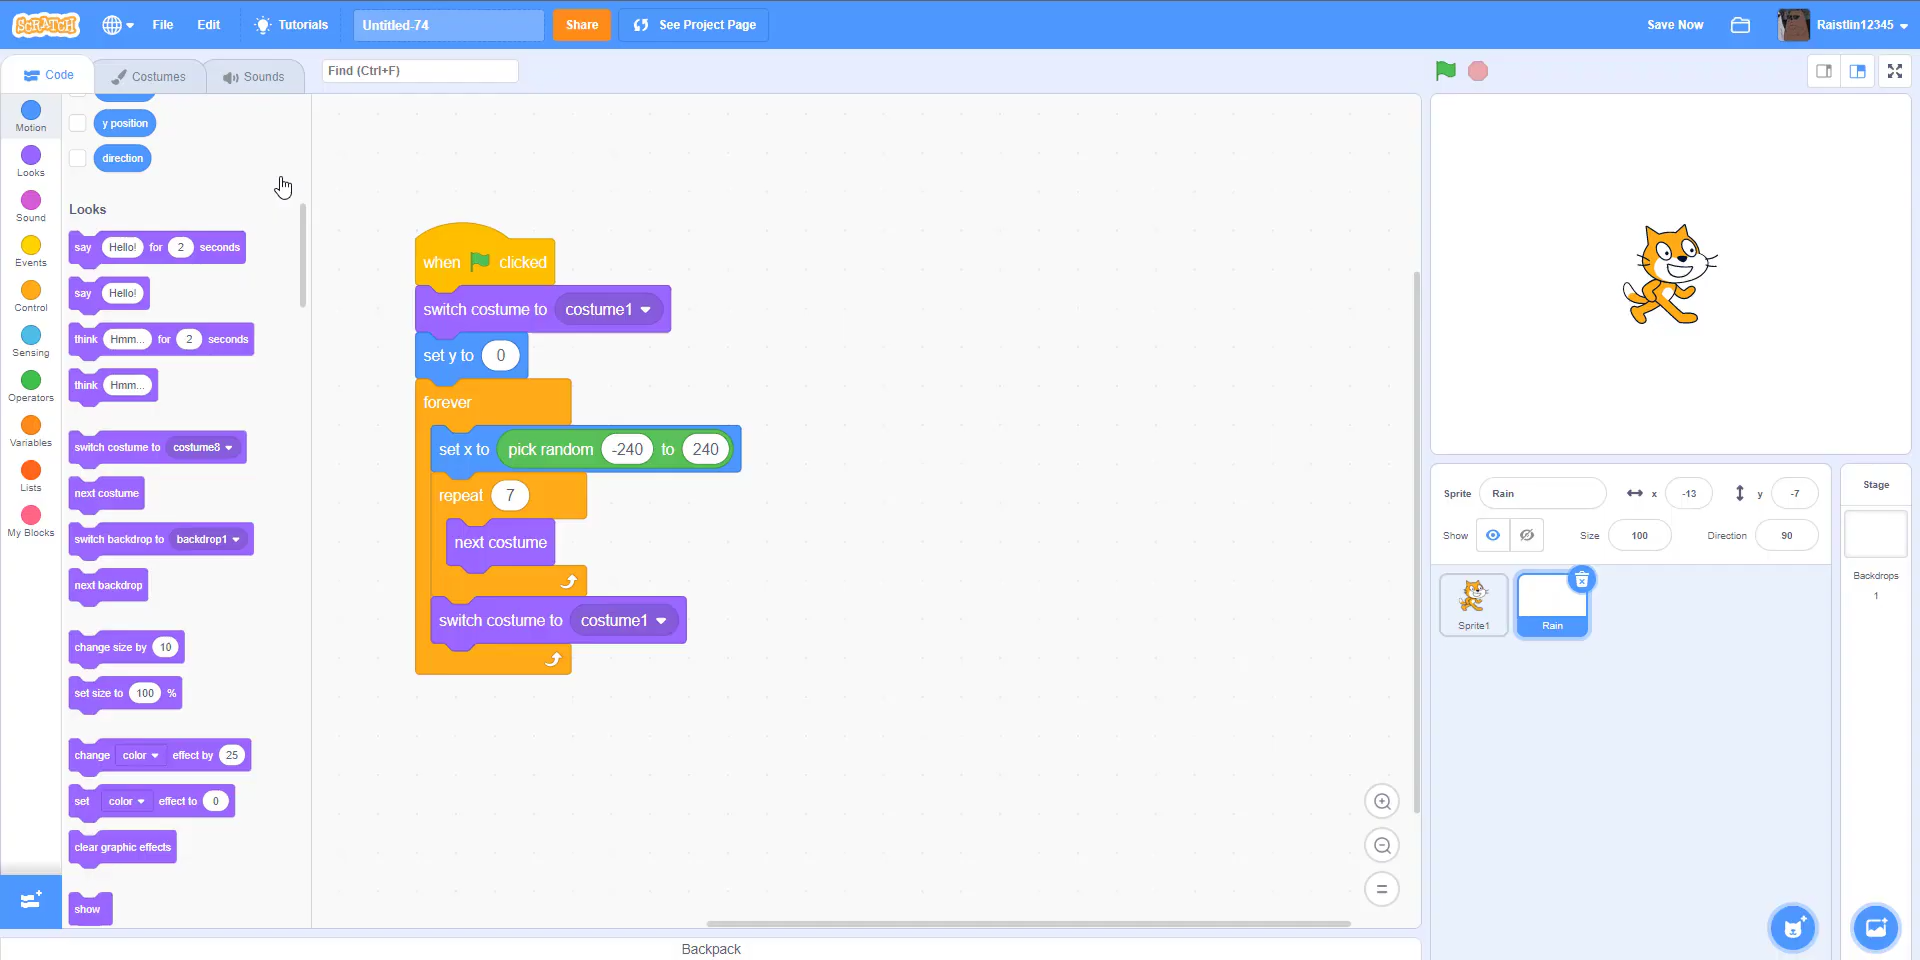 SCRATCH File Edit Tutorials Untitled-74 Share See Project Page Save Now Raistlin12345
Code Costumes Sounds Find (Ctrl+F)
Motion
Looks
Sound
Events
Control
Sensing
Operators
Variables
Lists
My Blocks
y position
direction
Looks
say Hello! for 2 seconds
say Hello!
think Hmm... for 2 seconds
think Hmm...
switch costume to costume8
next costume
switch backdrop to backdrop1
next backdrop
change size by 10
set size to 100 %
change color effect by 25
set color effect to 0
clear graphic effects
show
when clicked
switch costume to costume1
set y to 0
forever
set x to pick random -240 to 240
repeat 7
next costume
switch costume to costume1
Backpack
Sprite Rain x -13 y -7
Show Size 100 Direction 90
Sprite1
Rain
Stage
Backdrops
1